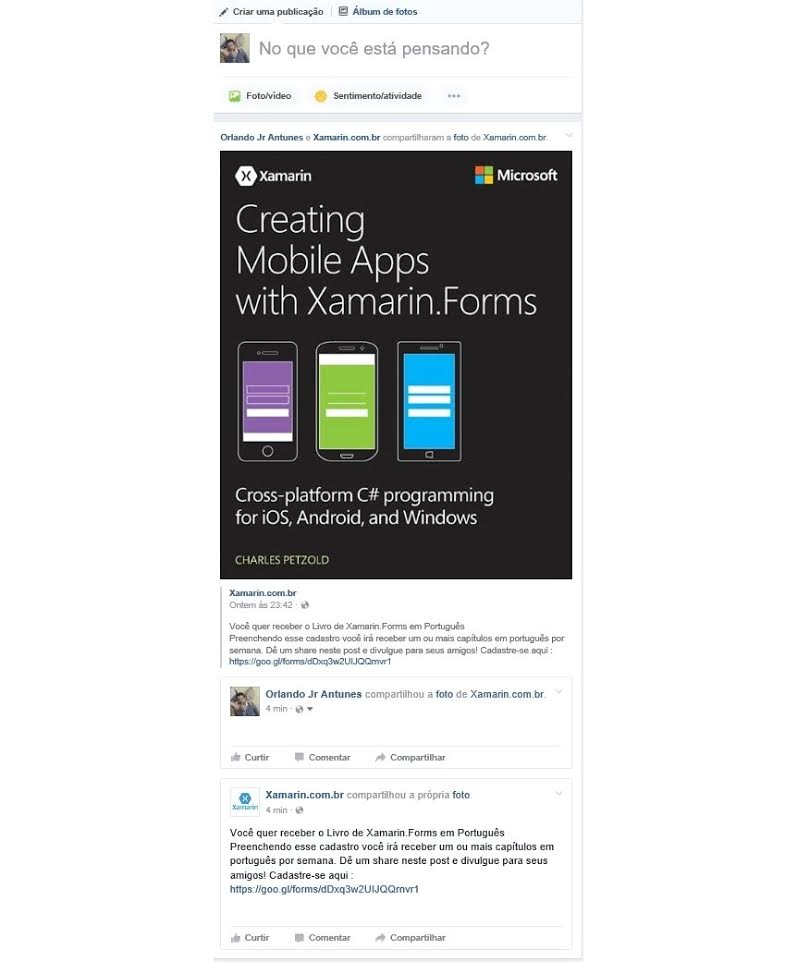 Criar uma publicação Álbum de fotos
No que você está pensando?
Foto/vídeo Sentimento/atividade
Orlando Jr Antunes e Xamarin.com.br compartilharam a foto de Xamarin.com.br
Xamarin Microsoft
Creating
Mobile Apps
with Xamarin.Forms
Cross-platform C# programming
for iOS, Android, and Windows
CHARLES PETZOLD
Xamarin.com.br
Ontem às 23:42 ·
Você quer receber o Livro de Xamarin.Forms em Português
Preenchendo esse cadastro você irá receber um ou mais capítulos em português por
semana. Dê um share neste post e divulgue para seus amigos! Cadastre-se aqui :
https://goo.gl/forms/dDxq3w2UIJQQrnvr1
Orlando Jr Antunes compartilhou a foto de Xamarin.com.br.
4 min ·
Curtir Comentar Compartilhar
Xamarin.com.br compartilhou a própria foto
Xamarin
4 min ·
Você quer receber o Livro de Xamarin.Forms em Português
Preenchendo esse cadastro você irá receber um ou mais capítulos em
português por semana. Dê um share neste post e divulgue para seus
amigos! Cadastre-se aqui :
https://goo.gl/forms/dDxq3w2UIJQQrnvr1
Curtir Comentar Compartilhar